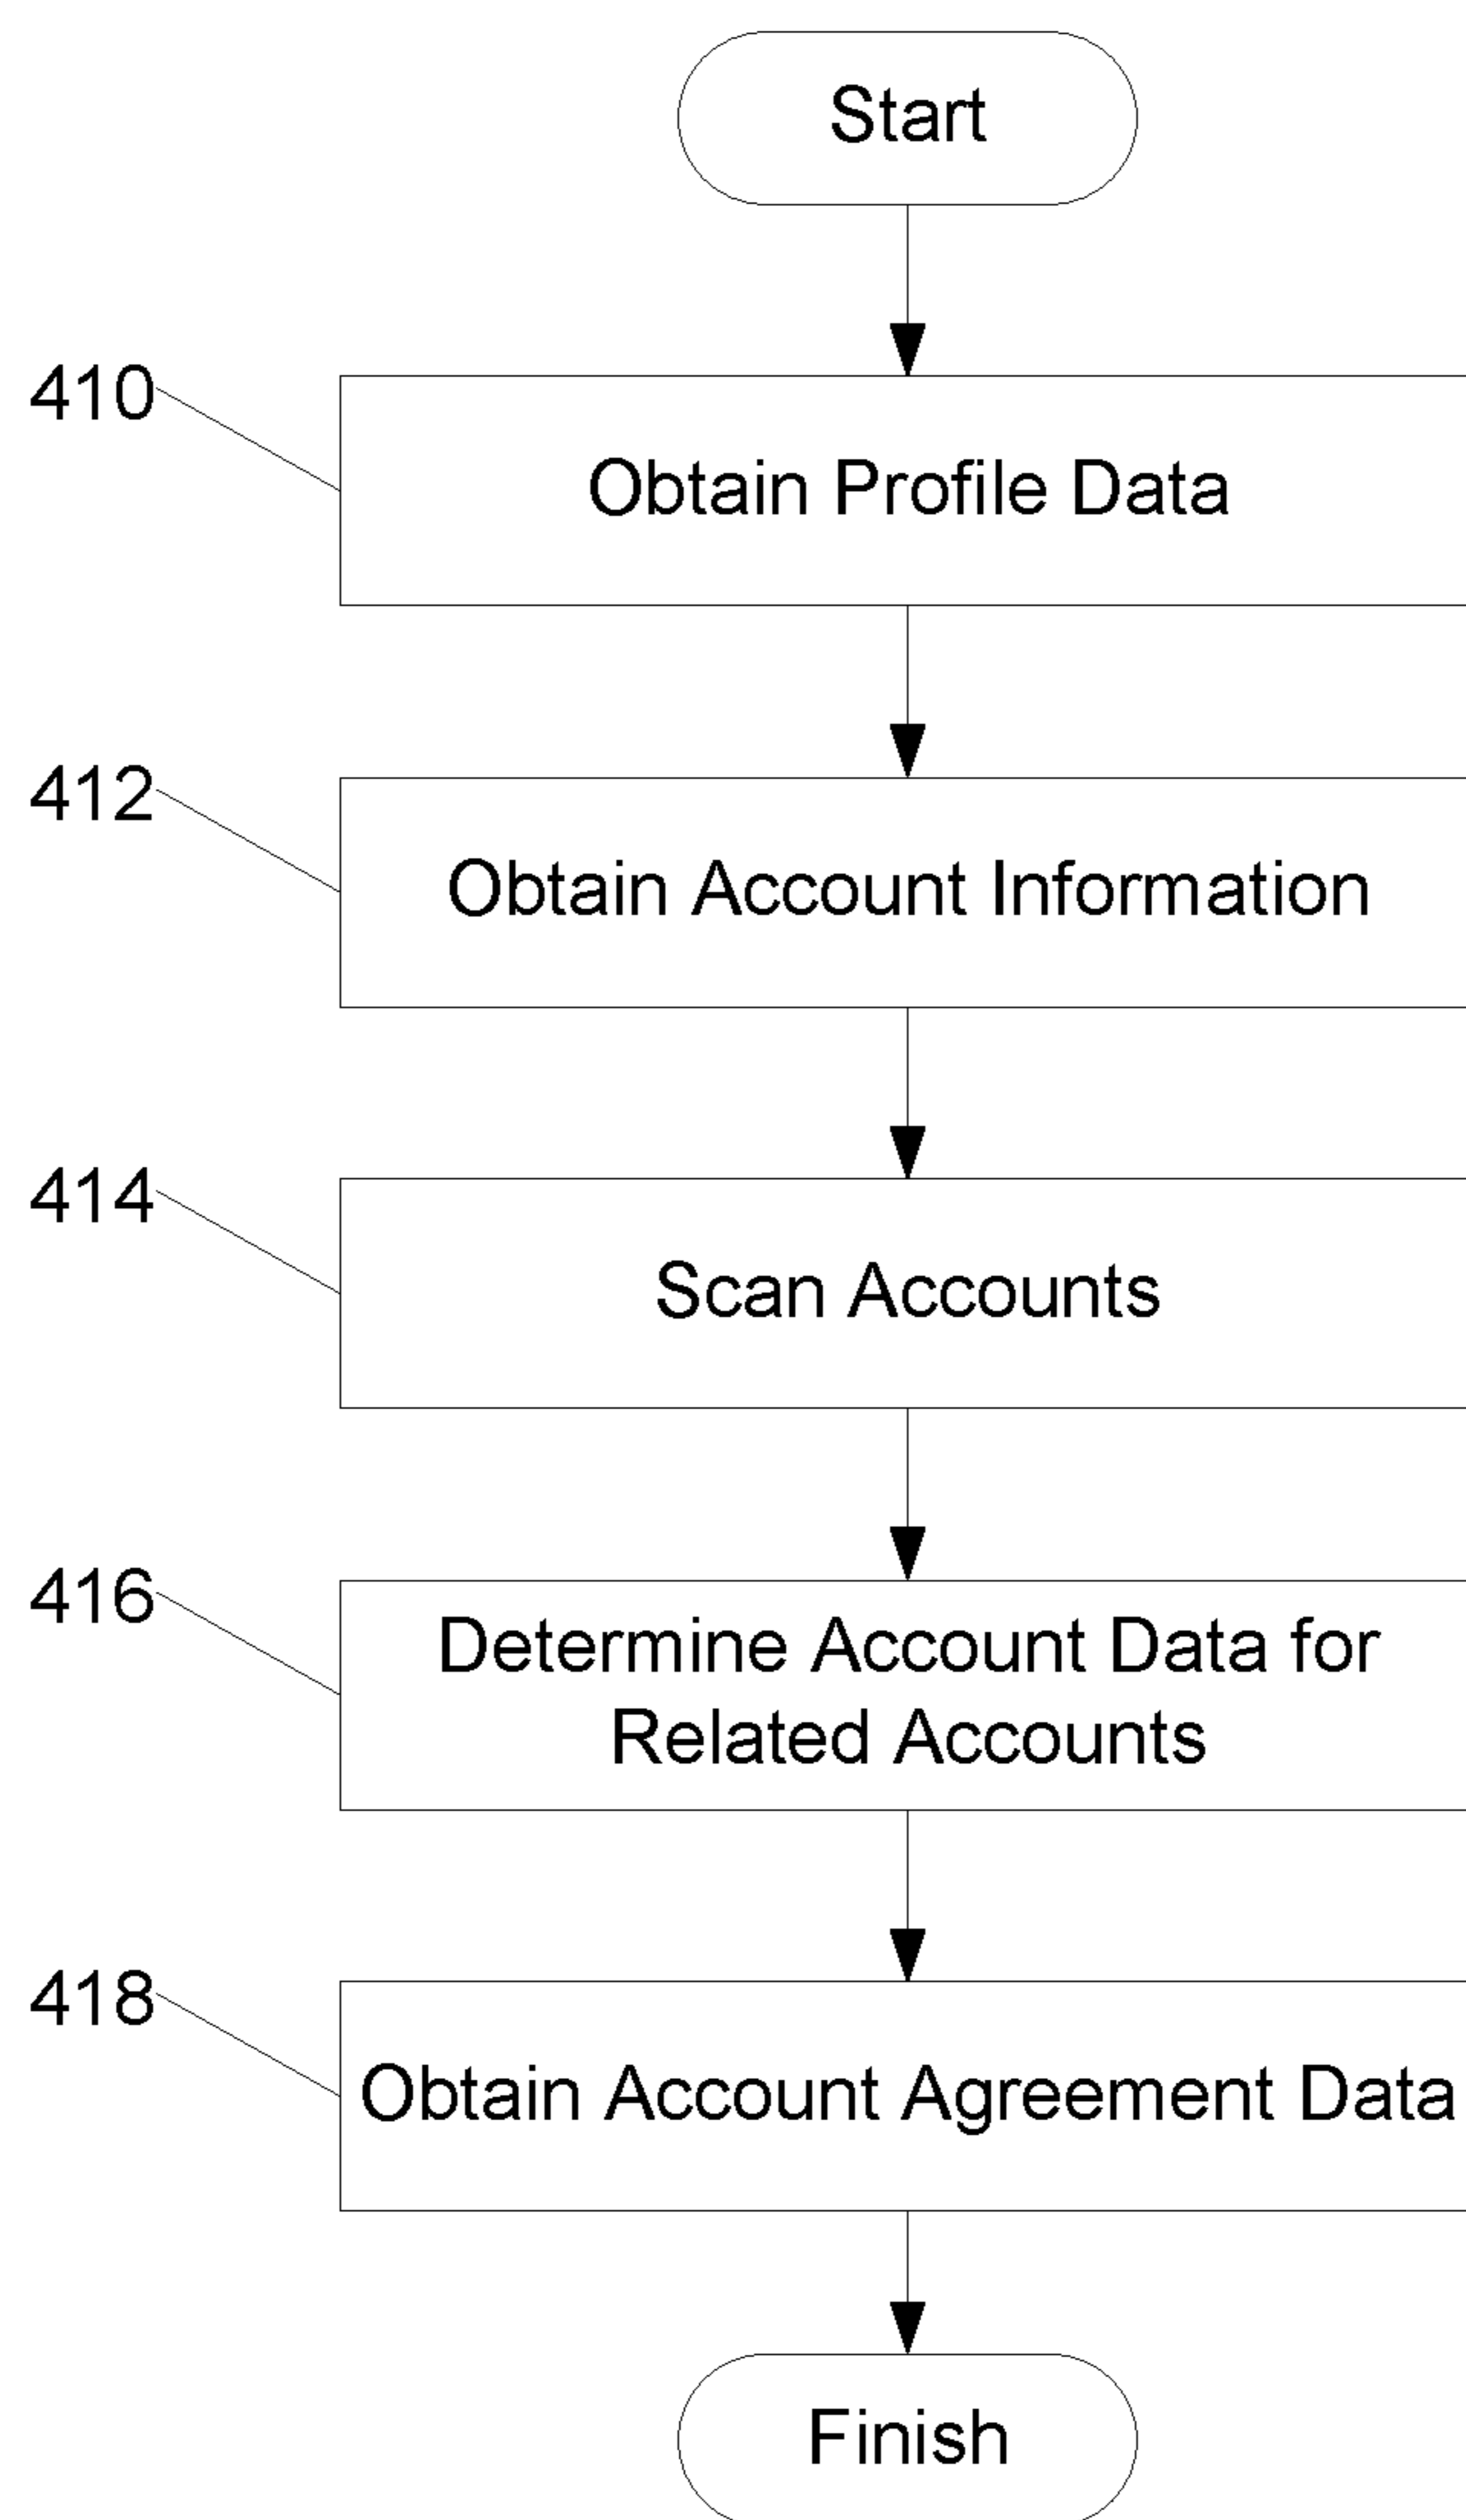 Start
410
Obtain Profile Data
412
Obtain Account Information
414
Scan Accounts
416
Determine Account Data for
Related Accounts
418
Obtain Account Agreement Data
Finish